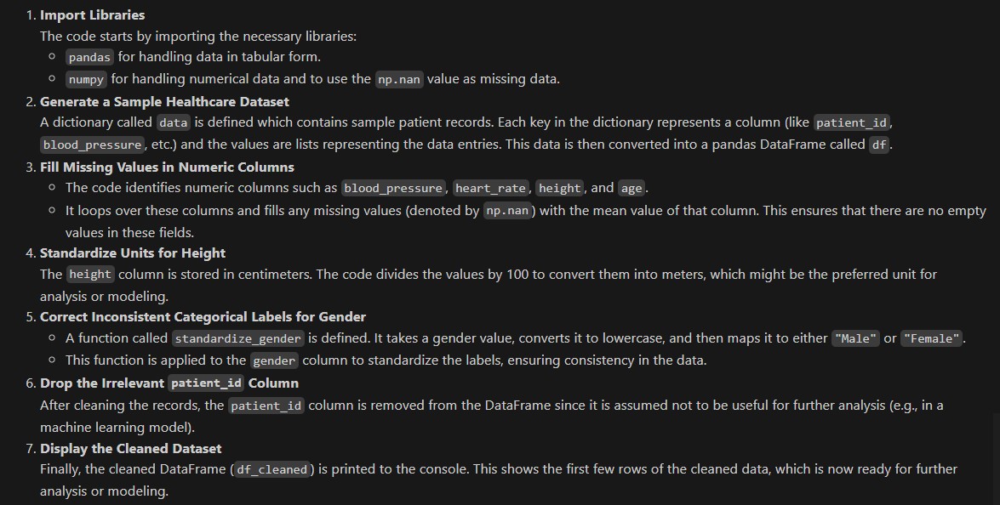 1. Import Libraries
The code starts by importing the necessary libraries:
○ pandas for handling data in tabular form.
○ numpy for handling numerical data and to use the np.nan value as missing data.
2. Generate a Sample Healthcare Dataset
A dictionary called data is defined which contains sample patient records. Each key in the dictionary represents a column (like patient_id,
blood_pressure, etc.) and the values are lists representing the data entries. This data is then converted into a pandas DataFrame called df.
3. Fill Missing Values in Numeric Columns
○ The code identifies numeric columns such as blood_pressure, heart_rate, height, and age.
○ It loops over these columns and fills any missing values (denoted by np.nan) with the mean value of that column. This ensures that there are no empty
values in these fields.
4. Standardize Units for Height
The height column is stored in centimeters. The code divides the values by 100 to convert them into meters, which might be the preferred unit for
analysis or modeling.
5. Correct Inconsistent Categorical Labels for Gender
○ A function called standardize_gender is defined. It takes a gender value, converts it to lowercase, and then maps it to either "Male" or "Female".
○ This function is applied to the gender column to standardize the labels, ensuring consistency in the data.
6. Drop the Irrelevant patient_id Column
After cleaning the records, the patient_id column is removed from the DataFrame since it is assumed not to be useful for further analysis (e.g., in a
machine learning model).
7. Display the Cleaned Dataset
Finally, the cleaned DataFrame (df_cleaned) is printed to the console. This shows the first few rows of the cleaned data, which is now ready for further
analysis or modeling.